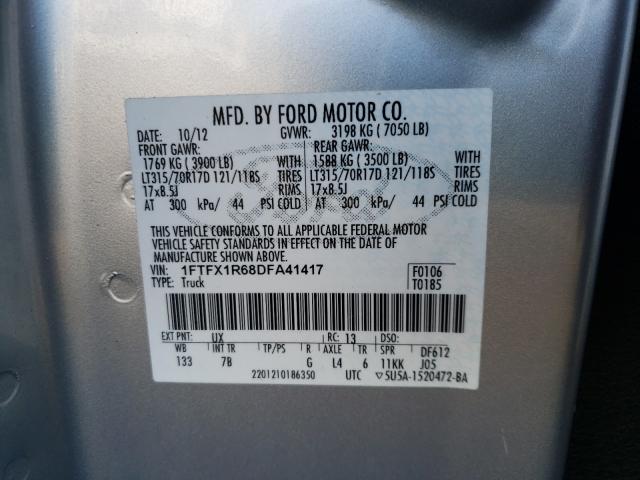 MFD. BY FORD MOTOR CO.
DATE: 10/12 GVWR: 3198 KG ( 7050 LB)
FRONT GAWR: REAR GAWR:
1769 KG ( 3900 LB) WITH 1588 KG ( 3500 LB) WITH
LT315/70R17D 121/118S TIRES LT315/70R17D 121/118S TIRES
17x8.5J RIMS 17x8.5J RIMS
AT 300 kPa/ 44 PSI COLD AT 300 kPa/ 44 PSI COLD
THIS VEHICLE CONFORMS TO ALL APPLICABLE FEDERAL MOTOR
VEHICLE SAFETY STANDARDS IN EFFECT ON THE DATE OF
MANUFACTURE SHOWN ABOVE.
VIN: 1FTFX1R68DFA41417 F0106
TYPE: Truck T0185
EXT PNT: UX RC: 13 DSO:
WB INT TR TP/PS R AXLE TR SPR DF612
133 7B G L4 6 11KK J05
2201210186350 UTC ▽5U5A-1520472-BA